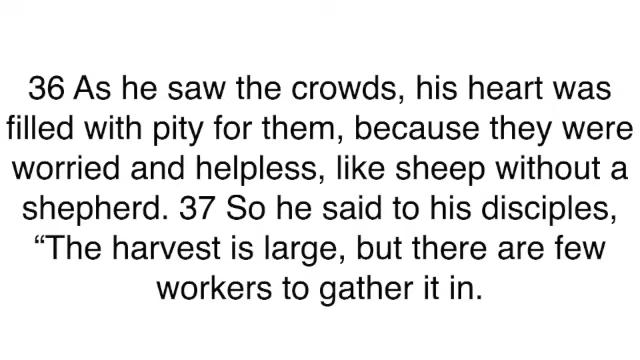 36 As he saw the crowds, his heart was
filled with pity for them, because they were
worried and helpless, like sheep without a
shepherd. 37 So he said to his disciples,
“The harvest is large, but there are few
workers to gather it in.